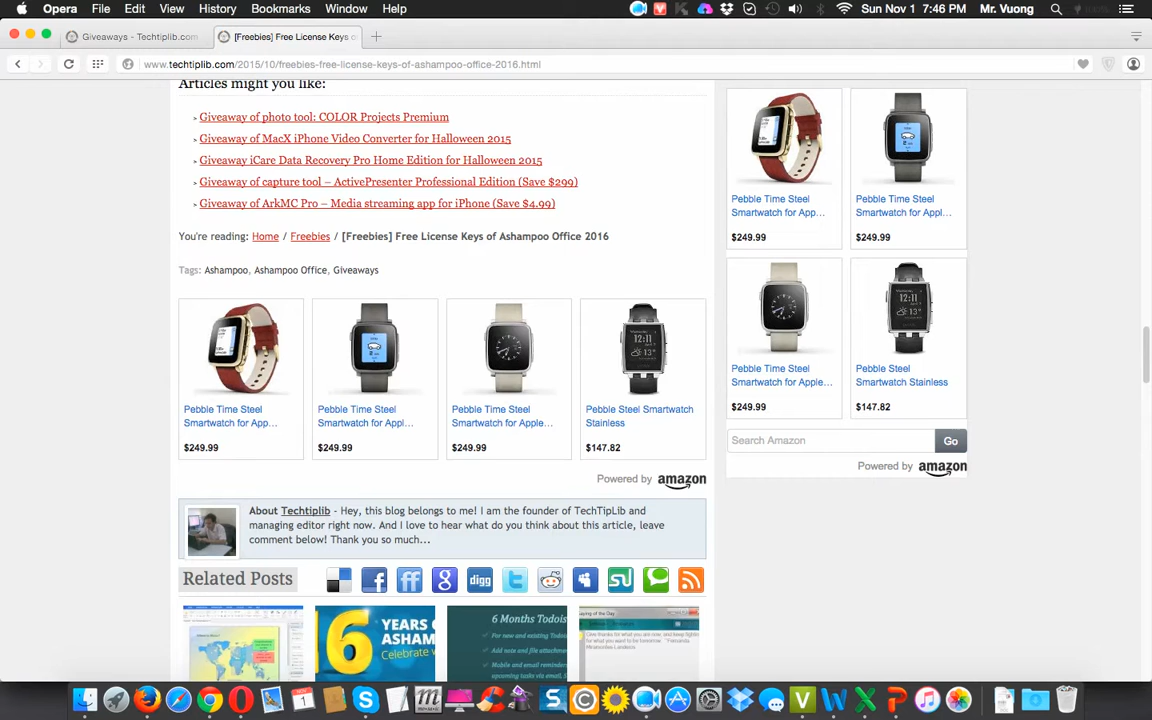 Opera File Edit View History Bookmarks Window Help Sun Nov 1 7:46 PM Mr. Vuong
Giveaways - Techtiplib.com
[Freebies] Free License Keys o
www.techtiplib.com/2015/10/freebies-free-license-keys-of-ashampoo-office-2016.html
Articles might you like:
Giveaway of photo tool: COLOR Projects Premium
Giveaway of MacX iPhone Video Converter for Halloween 2015
Giveaway iCare Data Recovery Pro Home Edition for Halloween 2015
Giveaway of capture tool – ActivePresenter Professional Edition (Save $299)
Giveaway of ArkMC Pro – Media streaming app for iPhone (Save $4.99)
You're reading: Home / Freebies / [Freebies] Free License Keys of Ashampoo Office 2016
Tags: Ashampoo, Ashampoo Office, Giveaways
Pebble Time Steel
Smartwatch for App...
$249.99
Pebble Time Steel
Smartwatch for Appl...
$249.99
Pebble Time Steel
Smartwatch for Apple...
$249.99
Pebble Steel Smartwatch
Stainless
$147.82
Powered by amazon
About Techtiplib - Hey, this blog belongs to me! I am the founder of TechTipLib and
managing editor right now. And I love to hear what do you think about this article, leave
comment below! Thank you so much...
Related Posts
digg
6 YEARS O
ASHAM
Celebrate w
6 Months Todois
For new and existing Todois
Add note and file attachmen
Mobile and email reminders
Saying of the Day
Pebble Time Steel
Smartwatch for App...
$249.99
Pebble Time Steel
Smartwatch for Appl...
$249.99
Pebble Time Steel
Smartwatch for Apple...
$249.99
Pebble Steel
Smartwatch Stainless
$147.82
Search Amazon Go
Powered by amazon